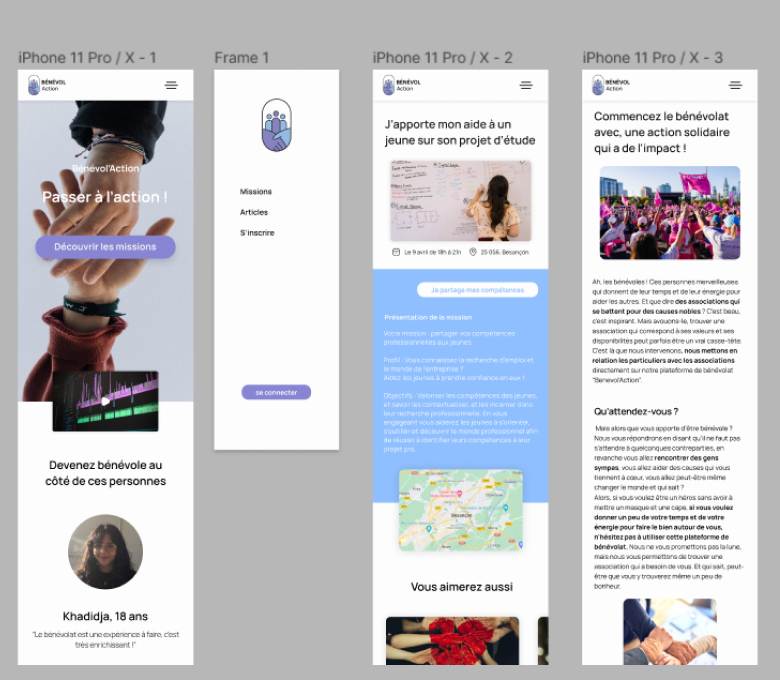 iPhone 11 Pro / X - 1
BÉNÉVOL
Action
Bénévol'Action
Passer à l'action !
Découvrir les missions
Devenez bénévole au
côté de ces personnes
Khadidja, 18 ans
"Le bénévolat est une expérience à faire, c'est
très enrichissant !"
Frame 1
Missions
Articles
S'inscrire
se connecter
iPhone 11 Pro / X - 2
BÉNÉVOL
Action
J'apporte mon aide à un
jeune sur son projet d'étude
Le 9 avril de 18h à 21h
25 056, Besançon
Je partage mes compétences
Présentation de la mission
Votre mission : partager vos compétences
professionnelles aux jeunes.
Profil : Vous connaissez la recherche d'emploi et
le monde de l'entreprise ?
Aidez les jeunes à prendre confiance en eux !
Objectifs : Valoriser les compétences des jeunes,
et savoir les contextualiser, et les incarner dans
leur recherche professionnelle. En vous
engageant vous aiderez les jeunes à s'orienter,
s'outiller et découvrir le monde professionnel afin
de réussir à identifier leurs compétences à leur
projet pro.
Besançon
Vous aimerez aussi
iPhone 11 Pro / X - 3
BÉNÉVOL
Action
Commencez le bénévolat
avec, une action solidaire
qui a de l'impact !
Ah, les bénévoles ! Ces personnes merveilleuses
qui donnent de leur temps et de leur énergie pour
aider les autres. Et que dire des associations qui
se battent pour des causes nobles ? C'est beau,
c'est inspirant. Mais avouons-le, trouver une
association qui correspond à ses valeurs et ses
disponibilités peut parfois être un vrai casse-tête.
C'est là que nous intervenons, nous mettons en
relation les particuliers avec les associations
directement sur notre plateforme de bénévolat
"Benevol'Action".
Qu'attendez-vous ?
Mais alors que vous apporte d'être bénévole ?
Nous vous répondrons en disant qu'il ne faut pas
s'attendre à quelconques contreparties, en
revanche vous allez rencontrer des gens
sympas, vous allez aider des causes qui vous
tiennent à cœur, vous allez peut-être même
changer le monde et qui sait ?
Alors, si vous voulez être un héros sans avoir à
mettre un masque et une cape, si vous voulez
donner un peu de votre temps et de votre
énergie pour faire le bien autour de vous,
n'hésitez pas à utiliser cette plateforme de
bénévolat. Nous ne vous promettons pas la lune,
mais nous vous permettons de trouver une
association qui a besoin de vous. Et qui sait, peut-
être que vous y trouverez même un peu de
bonheur.